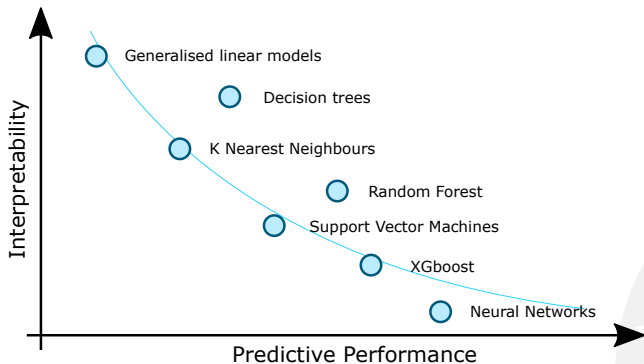 Generalised linear models
Decision trees
K Nearest Neighbours
Random Forest
Support Vector Machines
XGboost
Neural Networks
Interpretability
Predictive Performance